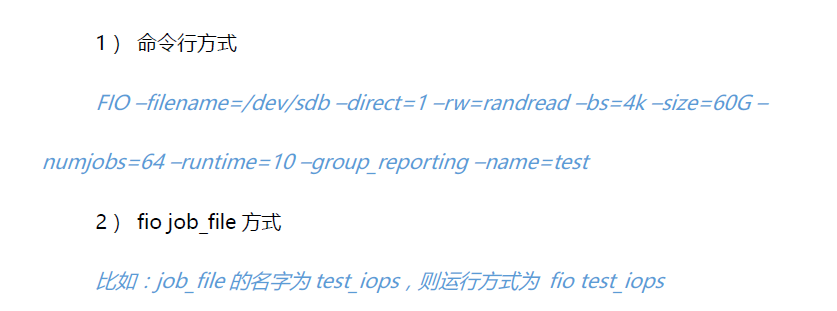 1） 命令行方式
FIO –filename=/dev/sdb –direct=1 –rw=randread –bs=4k –size=60G –
numjobs=64 –runtime=10 –group_reporting –name=test
2） fio job_file 方式
比如：job_file 的名字为 test_iops，则运行方式为 fio test_iops